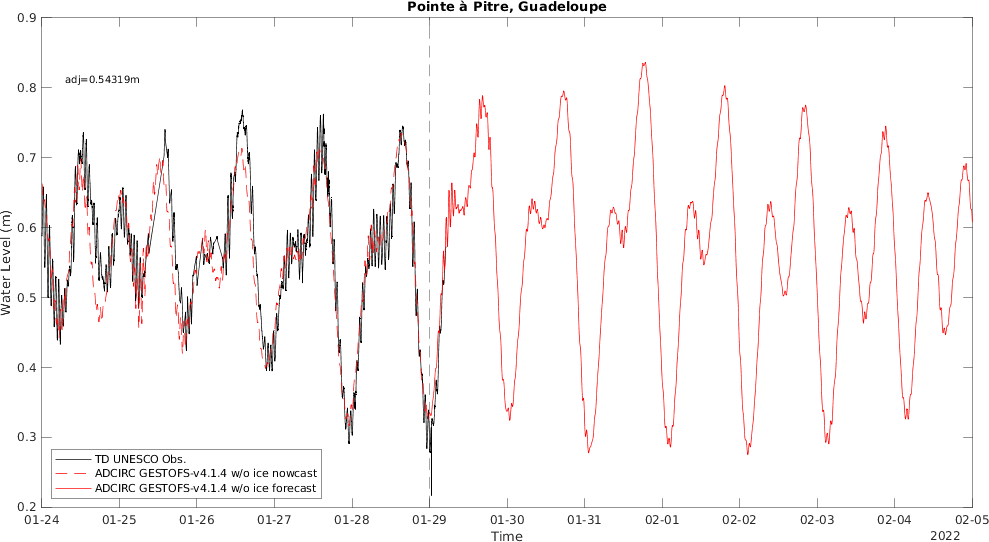 Pointe à Pitre, Guadeloupe
0.9
0.8
0.7
0.6
0.5
0.4
0.3
0.2
Water Level (m)
adj=0.54319m
TD UNESCO Obs.
ADCIRC GESTOFS-v4.1.4 w/o ice nowcast
ADCIRC GESTOFS-v4.1.4 w/o ice forecast
01-24 01-25 01-26 01-27 01-28 01-29 01-30 01-31 02-01 02-02 02-03 02-04 02-05
Time
2022